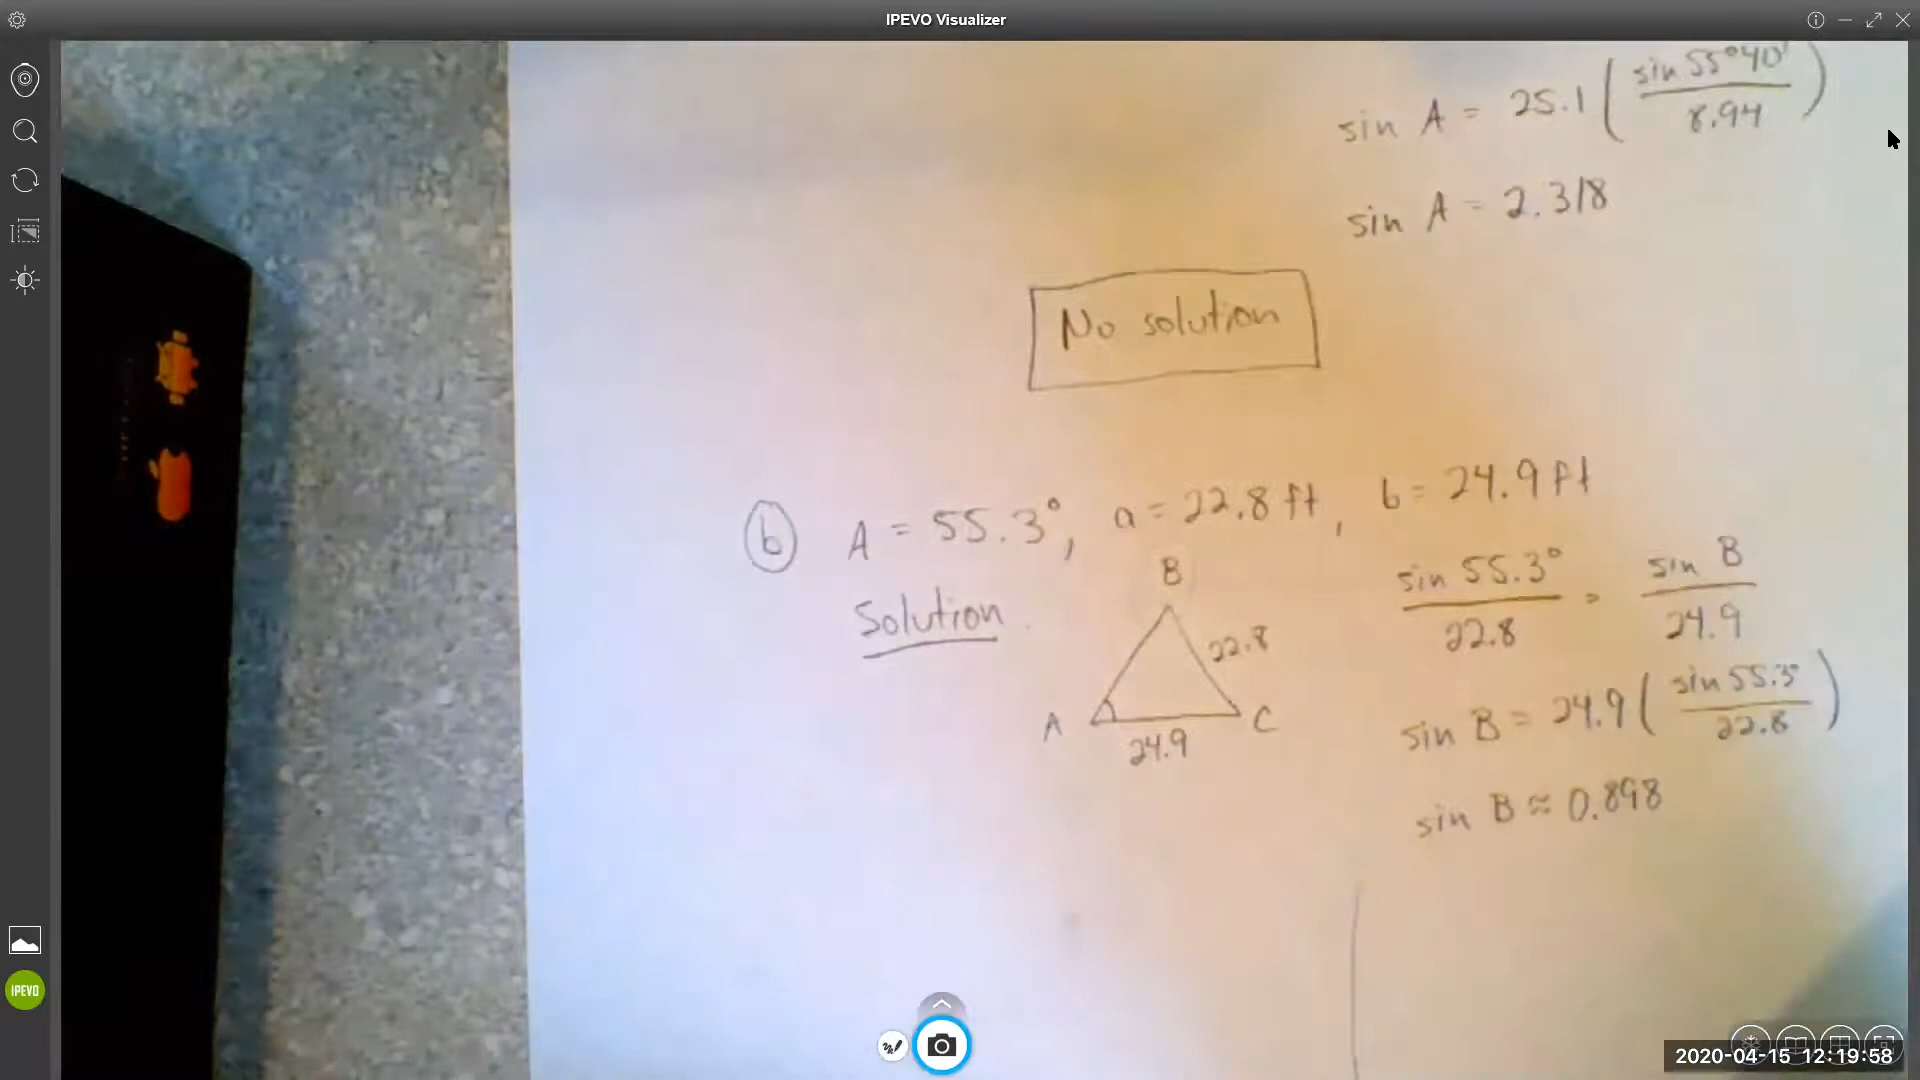 IPEVO Visualizer
sin A = 25.1 ( sin 55°40' / 8.94 )
sin A = 2.318
No solution
b A = 55.3°, a = 22.8 ft, b = 24.9 ft
Solution
B
22.8
A
C
24.9
sin 55.3° / 22.8 = sin B / 24.9
sin B = 24.9 ( sin 55.3° / 22.8 )
sin B ≈ 0.898
IPEVO
2020-04-15 12:19:58